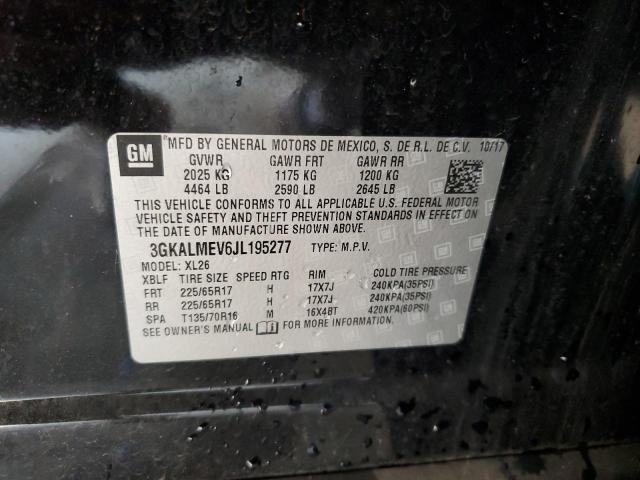 GM
MFD BY GENERAL MOTORS DE MEXICO, S. DE R.L. DE C.V. 10/17
GVWR GAWR FRT GAWR RR
2025 KG 1175 KG 1200 KG
4464 LB 2590 LB 2645 LB
THIS VEHICLE CONFORMS TO ALL APPLICABLE U.S. FEDERAL MOTOR
VEHICLE SAFETY AND THEFT PREVENTION STANDARDS IN EFFECT ON
THE DATE OF MANUFACTURE SHOWN ABOVE.
3GKALMEV6JL195277 TYPE: M.P.V.
MODEL: XL26
XBLF TIRE SIZE SPEED RTG RIM COLD TIRE PRESSURE
FRT 225/65R17 H 17X7J 240KPA(35PSI)
RR 225/65R17 H 17X7J 240KPA(35PSI)
SPA T135/70R16 M 16X4BT 420KPA(60PSI)
SEE OWNER'S MANUAL FOR MORE INFORMATION.